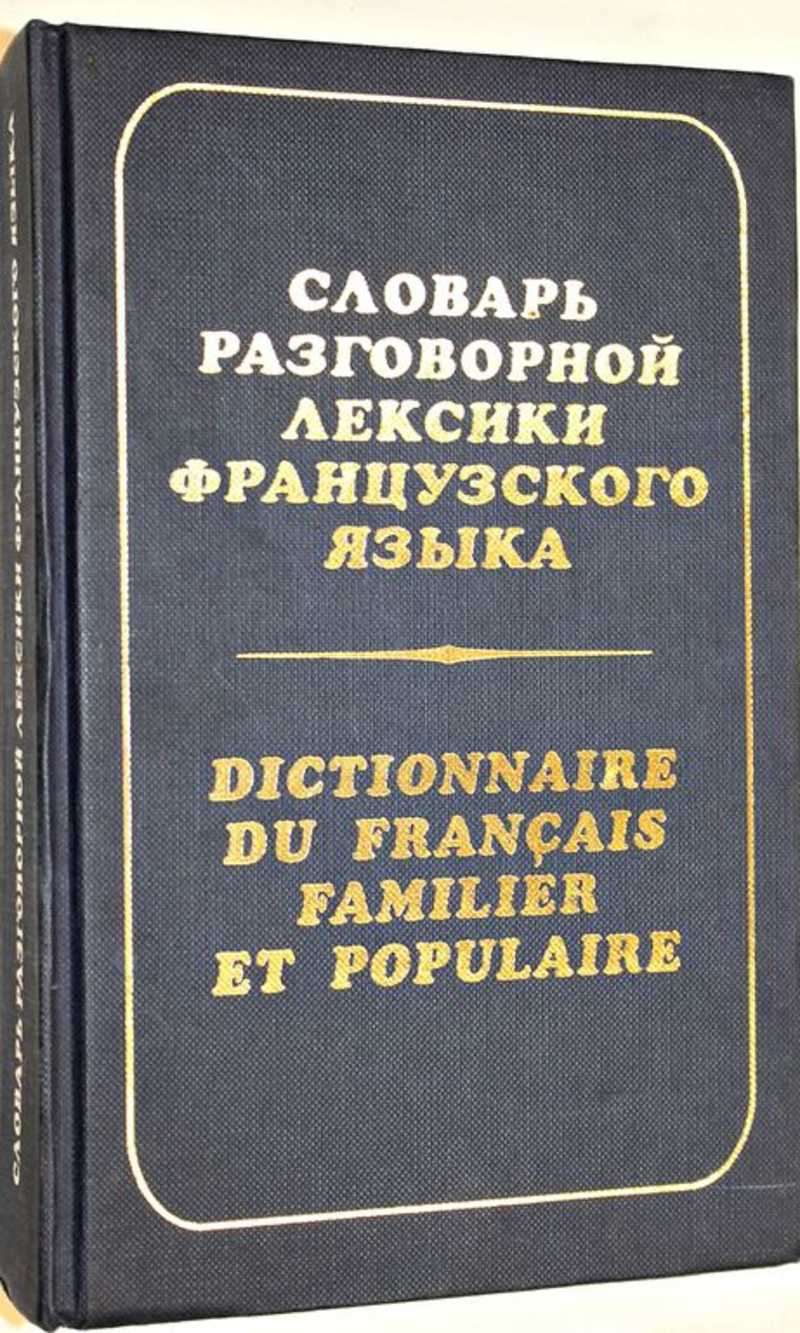 СЛОВАРЬ
РАЗГОВОРНОЙ
ЛЕКСИКИ
ФРАНЦУЗСКОГО
ЯЗЫКА
DICTIONNAIRE
DU FRANÇAIS
FAMILIER
ET POPULAIRE
СЛОВАРЬ РАЗГОВОРНОЙ ЛЕКСИКИ ФРАНЦУЗСКОГО ЯЗЫКА